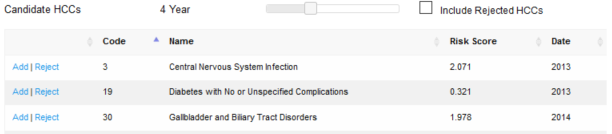 Candidate HCCs 4 Year Include Rejected HCCs
Code Name Risk Score Date
Add | Reject 3 Central Nervous System Infection 2.071 2013
Add | Reject 19 Diabetes with No or Unspecified Complications 0.321 2013
Add | Reject 30 Gallbladder and Biliary Tract Disorders 1.978 2014